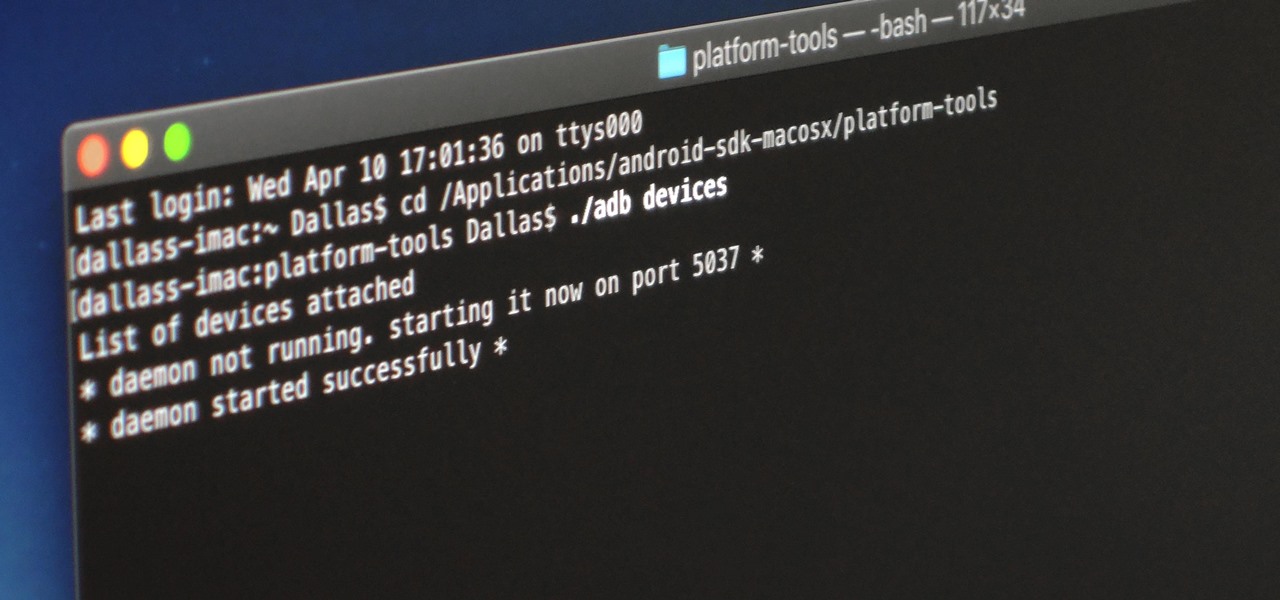 platform-tools — -bash — 117×34
Last login: Wed Apr 10 17:01:36 on ttys000
[dallass-imac:~ Dallas$ cd /Applications/android-sdk-macosx/platform-tools
[dallass-imac:platform-tools Dallas$ ./adb devices
List of devices attached
* daemon not running. starting it now on port 5037 *
* daemon started successfully *